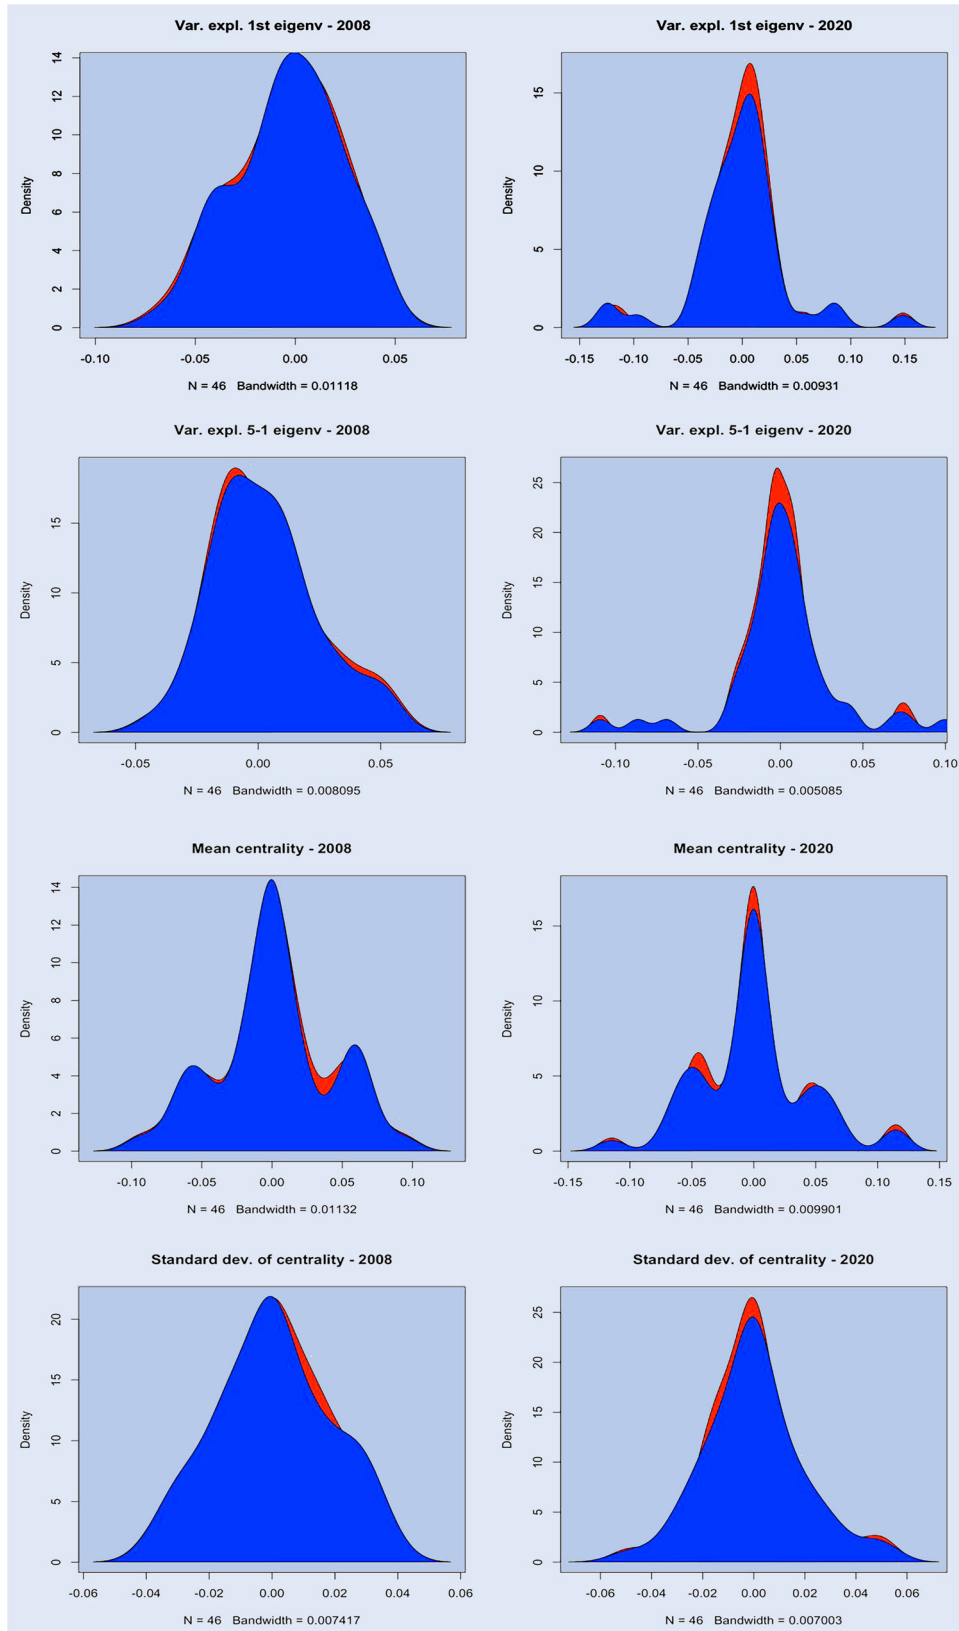 Var. expl. 1st eigenv - 2008
Density
0 2 4 6 8 10 12 14
-0.10 -0.05 0.00 0.05
N = 46 Bandwidth = 0.01118
Var. expl. 1st eigenv - 2020
Density
0 5 10 15
-0.15 -0.10 -0.05 0.00 0.05 0.10 0.15
N = 46 Bandwidth = 0.00931
Var. expl. 5-1 eigenv - 2008
Density
0 5 10 15
-0.05 0.00 0.05
N = 46 Bandwidth = 0.008095
Var. expl. 5-1 eigenv - 2020
Density
0 5 10 15 20 25
-0.10 -0.05 0.00 0.05 0.10
N = 46 Bandwidth = 0.005085
Mean centrality - 2008
Density
0 2 4 6 8 10 12 14
-0.10 -0.05 0.00 0.05 0.10
N = 46 Bandwidth = 0.01132
Mean centrality - 2020
Density
0 5 10 15
-0.15 -0.10 -0.05 0.00 0.05 0.10 0.15
N = 46 Bandwidth = 0.009901
Standard dev. of centrality - 2008
Density
0 5 10 15 20
-0.06 -0.04 -0.02 0.00 0.02 0.04 0.06
N = 46 Bandwidth = 0.007417
Standard dev. of centrality - 2020
Density
0 5 10 15 20 25
-0.06 -0.04 -0.02 0.00 0.02 0.04 0.06
N = 46 Bandwidth = 0.007003